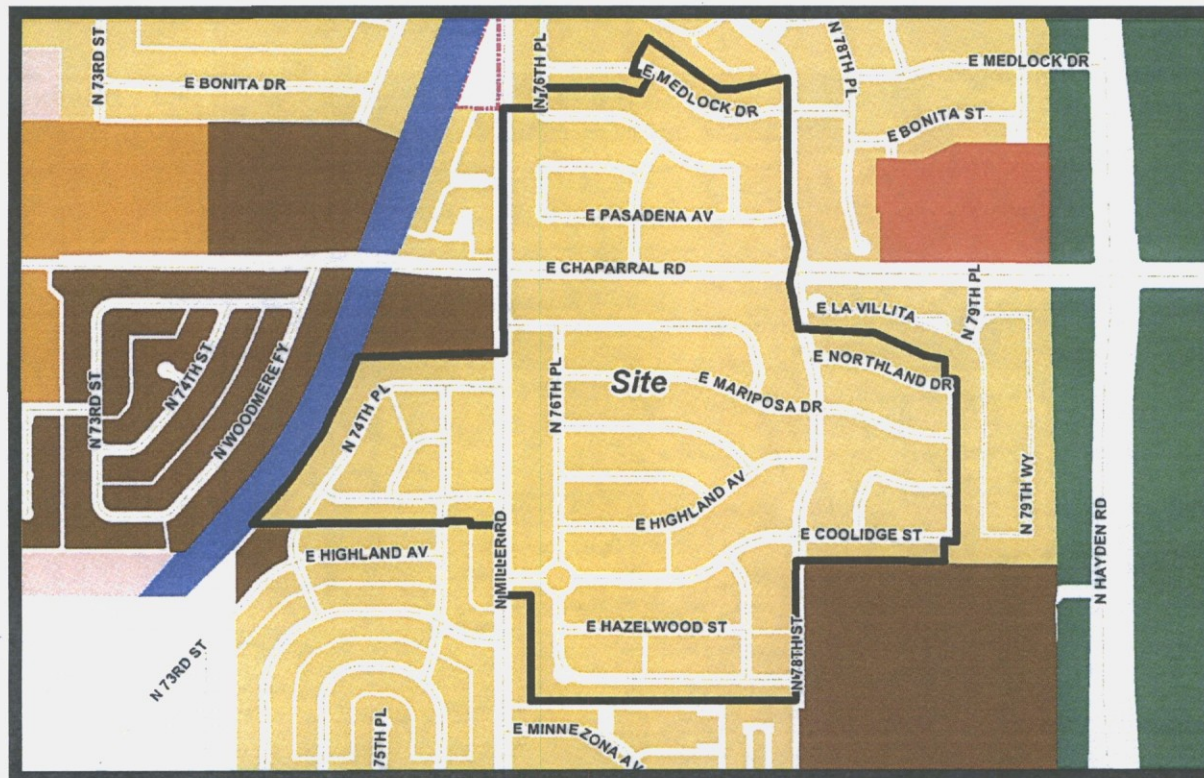 N 73RD ST
E BONITA DR
N 76TH PL
E MEDLOCK DR
N 78TH PL
E MEDLOCK DR
E BONITA ST
E PASADENA AV
E CHAPARRAL RD
E LA VILLITA
N 79TH PL
N 73RD ST
N 74TH ST
N WOODMERE FY
N 74TH PL
N 76TH PL
Site
E MARIPOSA DR
E NORTHLAND DR
N 79TH WY
E HIGHLAND AV
E HIGHLAND AV
E COOLIDGE ST
N MILLER RD
N HAYDEN RD
E HAZELWOOD ST
N 78TH ST
N 73RD ST
75TH PL
E MINNEZONA AV